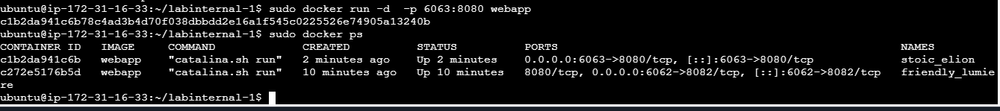 ubuntu@ip-172-31-16-33:~/labinternal-1$ sudo docker run -d  -p 6063:8080 webapp
c1b2da941c6b78c4ad3b4d70f038dbbdd2e16a1f545c0225526e74905a13240b
ubuntu@ip-172-31-16-33:~/labinternal-1$ sudo docker ps
CONTAINER ID   IMAGE     COMMAND             CREATED          STATUS          PORTS                                                   NAMES
c1b2da941c6b   webapp    "catalina.sh run"   2 minutes ago    Up 2 minutes    0.0.0.0:6063->8080/tcp, [::]:6063->8080/tcp             stoic_elion
c272e5176b5d   webapp    "catalina.sh run"   10 minutes ago   Up 10 minutes   8080/tcp, 0.0.0.0:6062->8082/tcp, [::]:6062->8082/tcp   friendly_lumie
re
ubuntu@ip-172-31-16-33:~/labinternal-1$